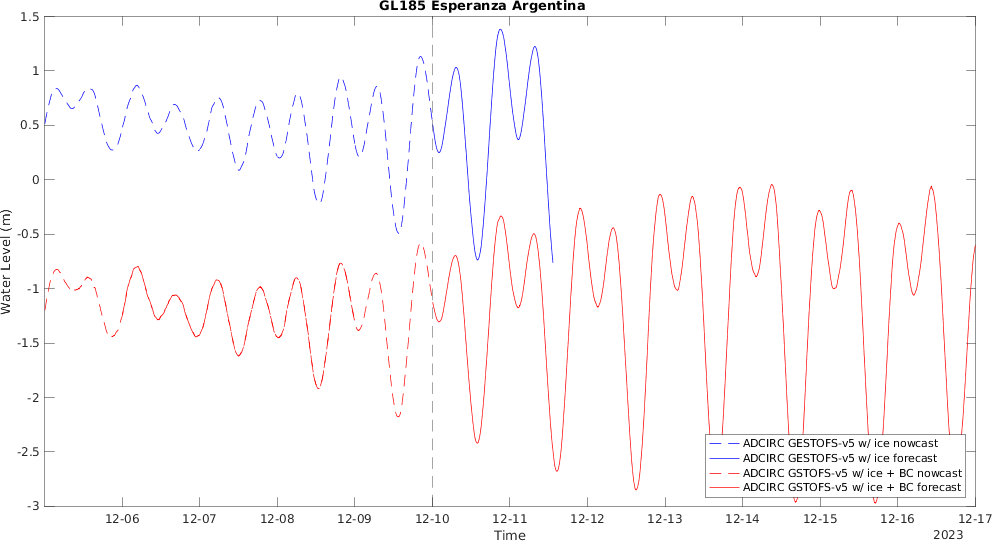 GL185 Esperanza Argentina
Water Level (m)
1.5
1
0.5
0
-0.5
-1
-1.5
-2
-2.5
-3
12-06 12-07 12-08 12-09 12-10 12-11 12-12 12-13 12-14 12-15 12-16 12-17
Time
2023
ADCIRC GESTOFS-v5 w/ ice nowcast
ADCIRC GESTOFS-v5 w/ ice forecast
ADCIRC GSTOFS-v5 w/ ice + BC nowcast
ADCIRC GSTOFS-v5 w/ ice + BC forecast